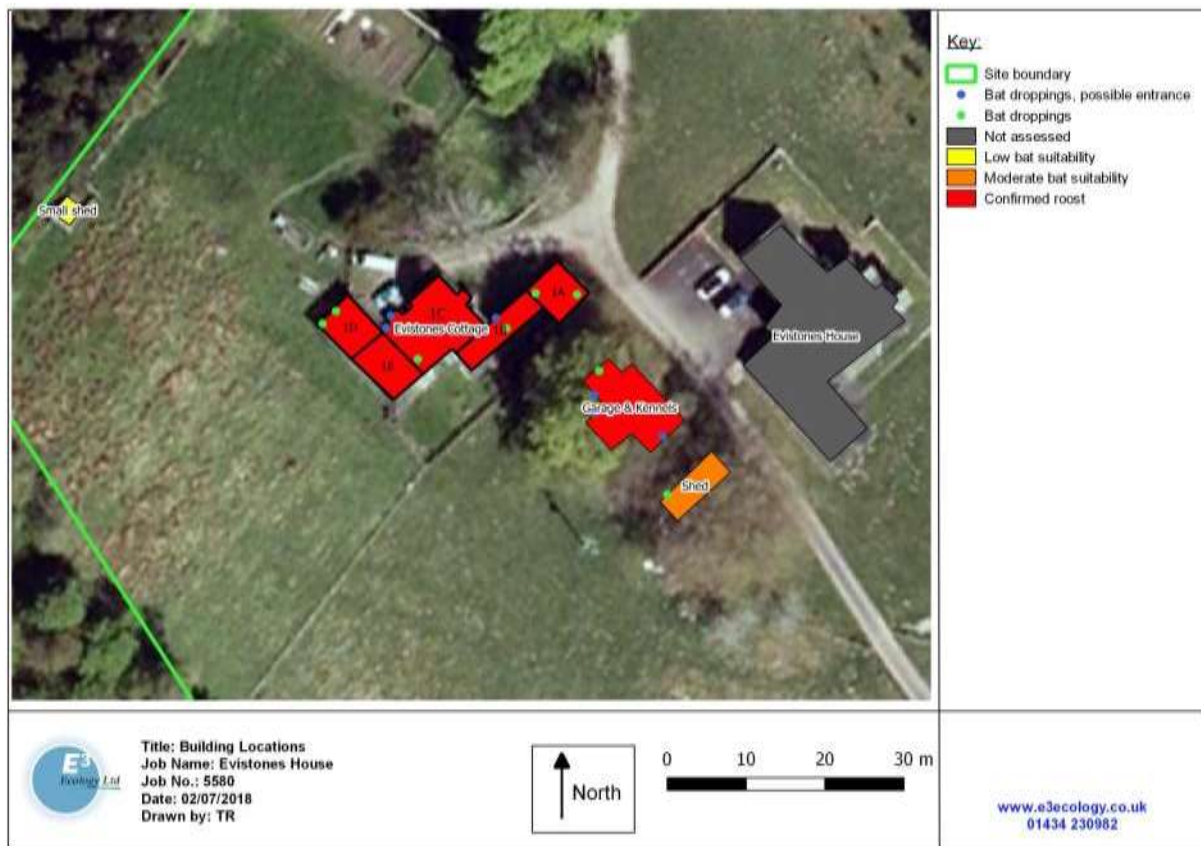 Small shed
1A
1B
1C
1D
Evistones Cottage
Evistones House
Garage & Kennels
Shed
Key:
Site boundary
Bat droppings, possible entrance
Bat droppings
Not assessed
Low bat suitability
Moderate bat suitability
Confirmed roost
E3
Ecology Ltd
Title: Building Locations
Job Name: Evistones House
Job No.: 5580
Date: 02/07/2018
Drawn by: TR
North
0 10 20 30 m
www.e3ecology.co.uk
01434 230982